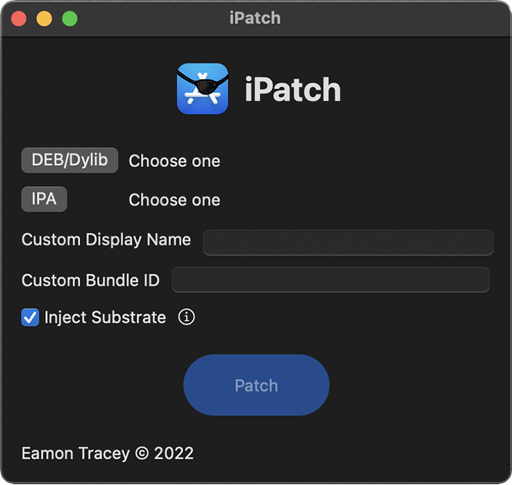 iPatch
iPatch
DEB/Dylib Choose one
IPA Choose one
Custom Display Name
Custom Bundle ID
Inject Substrate
Patch
Eamon Tracey © 2022